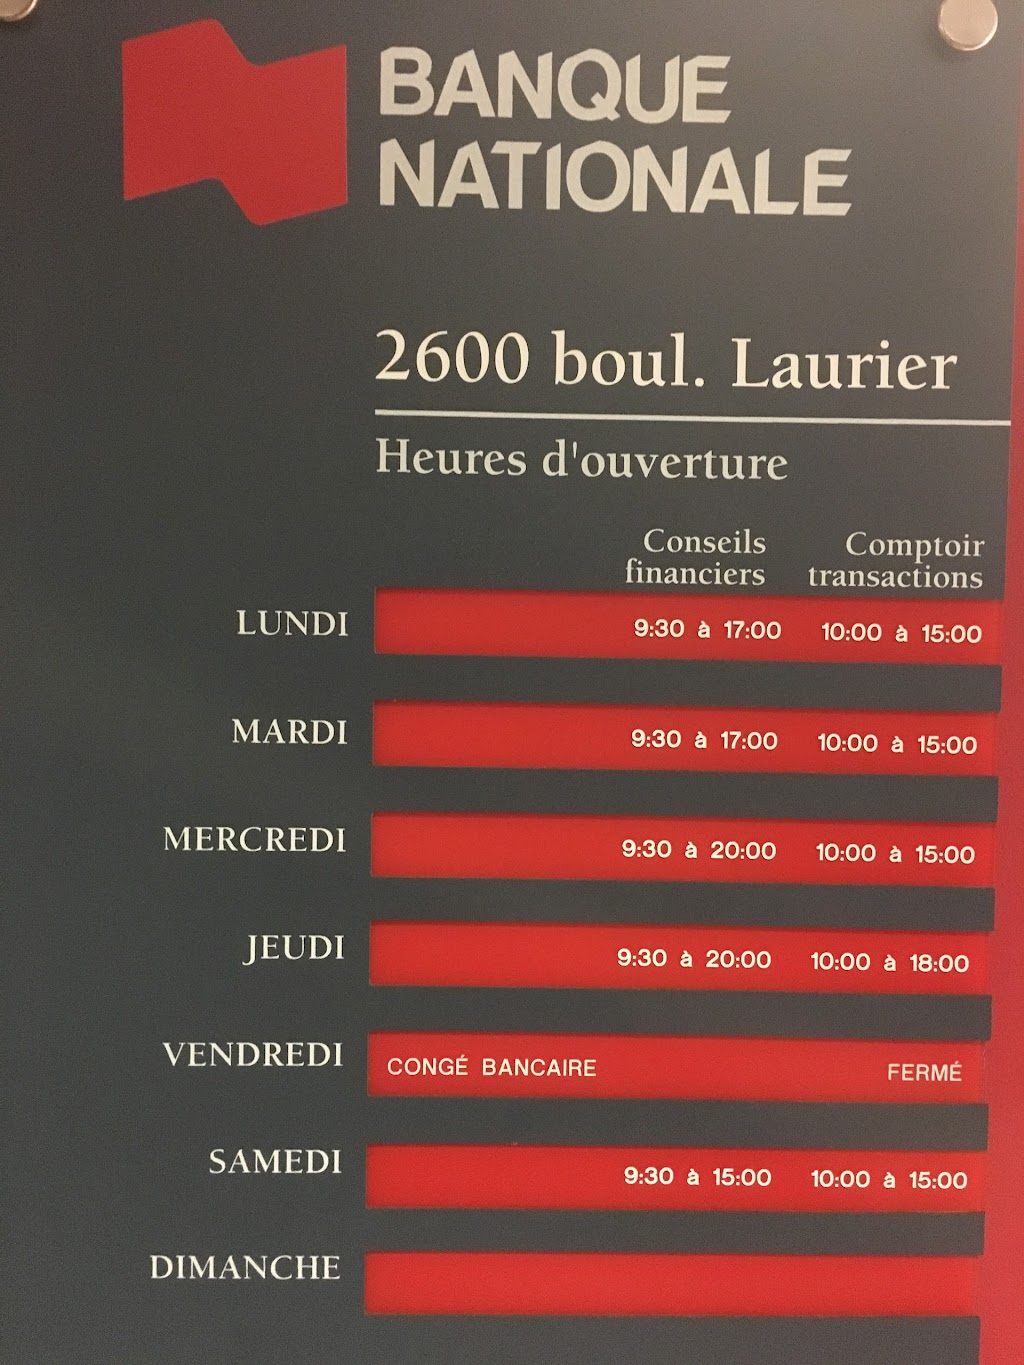 BANQUE
NATIONALE
2600 boul. Laurier
Heures d'ouverture
Conseils financiers Comptoir transactions
LUNDI 9:30 à 17:00 10:00 à 15:00
MARDI 9:30 à 17:00 10:00 à 15:00
MERCREDI 9:30 à 20:00 10:00 à 15:00
JEUDI 9:30 à 20:00 10:00 à 18:00
VENDREDI CONGÉ BANCAIRE FERMÉ
SAMEDI 9:30 à 15:00 10:00 à 15:00
DIMANCHE